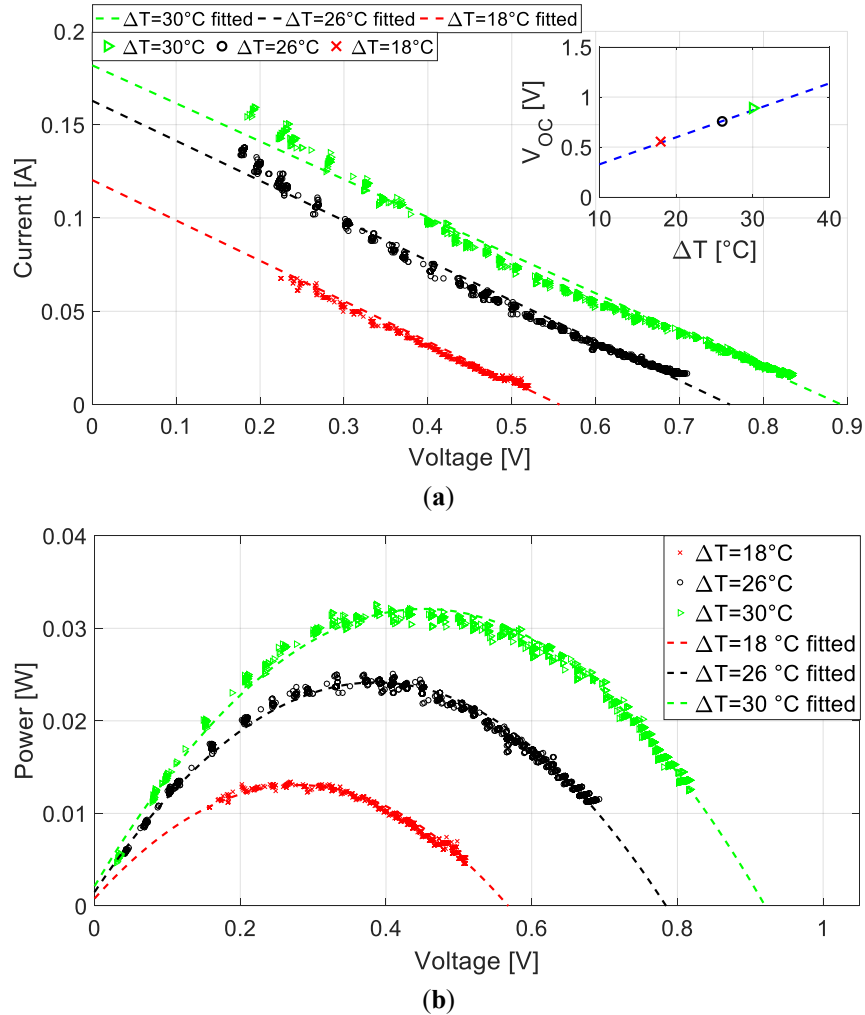 ΔT=30°C fitted ΔT=26°C fitted ΔT=18°C fitted
ΔT=30°C ΔT=26°C ΔT=18°C
0.2
0.15
0.1
0.05
0
Current [A]
0 0.1 0.2 0.3 0.4 0.5 0.6 0.7 0.8 0.9
Voltage [V]
1.5
1
0.5
0
V_OC [V]
10 20 30 40
ΔT [°C]
(a)
0.04
0.03
0.02
0.01
0
Power [W]
ΔT=18°C
ΔT=26°C
ΔT=30°C
ΔT=18 °C fitted
ΔT=26 °C fitted
ΔT=30 °C fitted
0 0.2 0.4 0.6 0.8 1
Voltage [V]
(b)